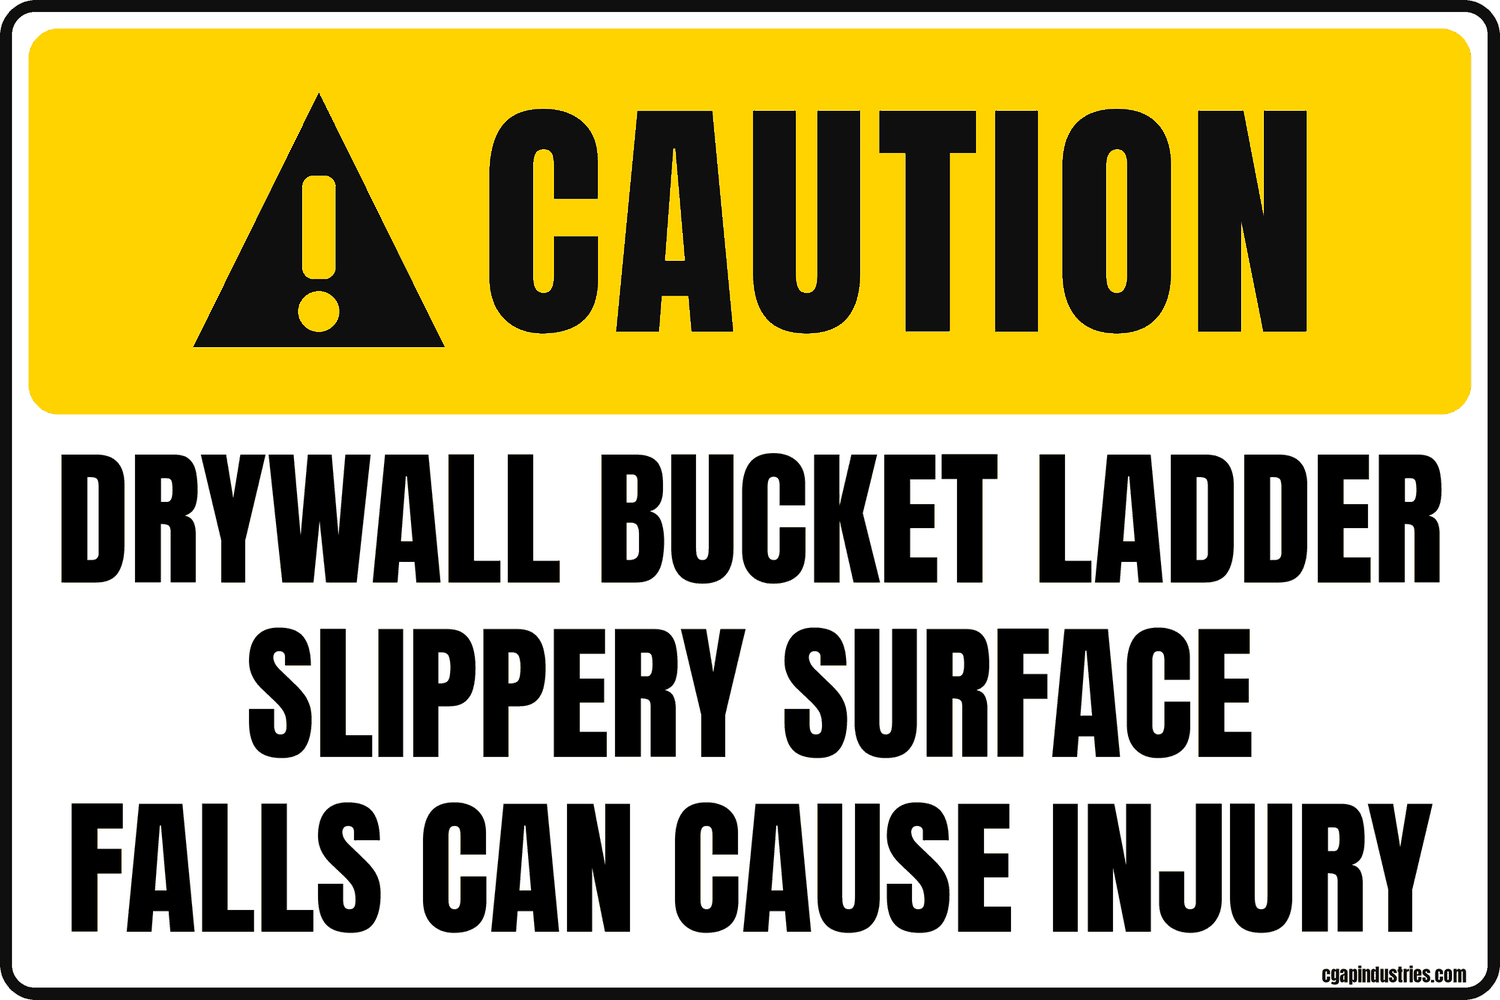 CAUTION
DRYWALL BUCKET LADDER
SLIPPERY SURFACE
FALLS CAN CAUSE INJURY
cgapindustries.com